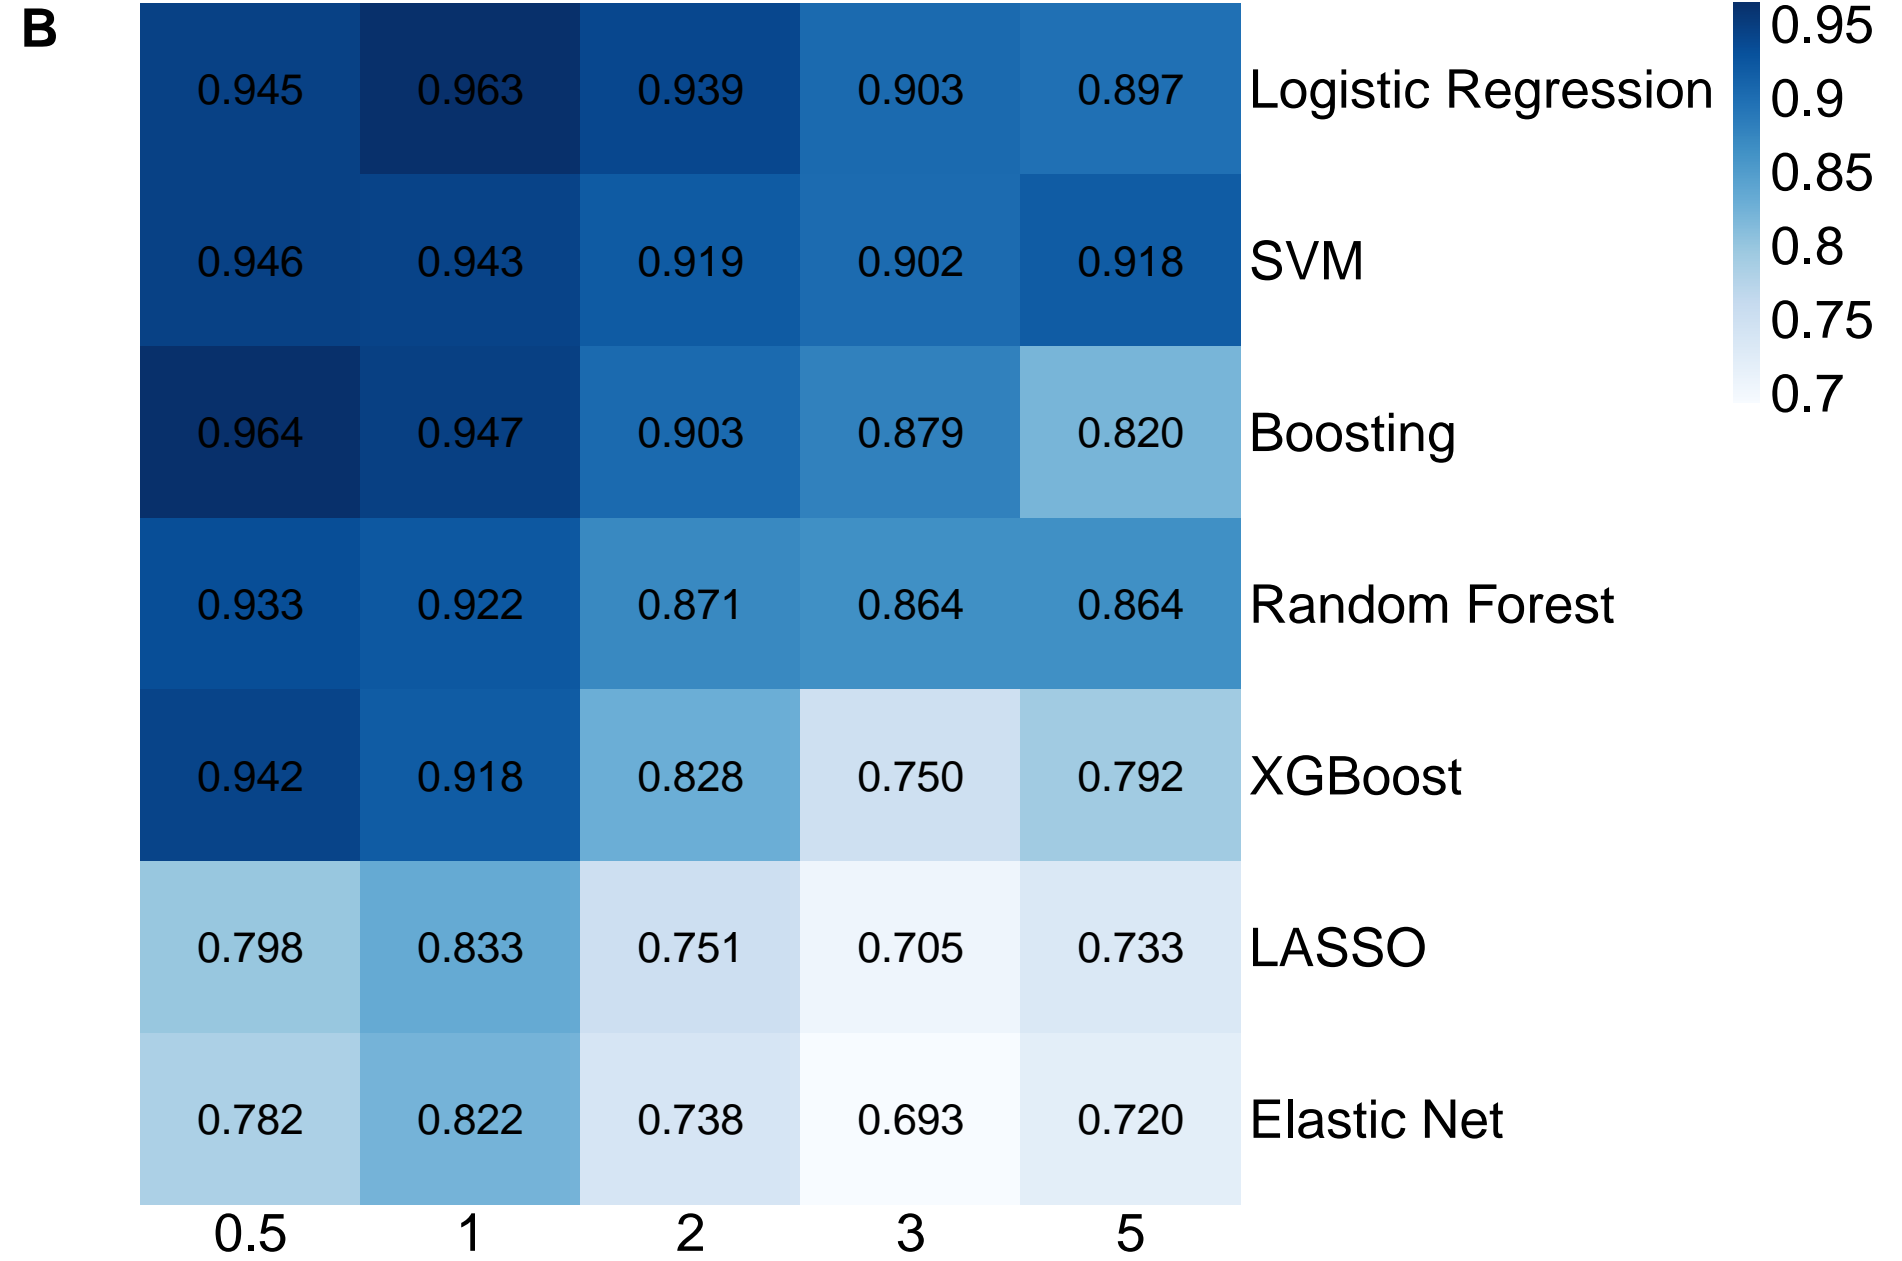 B
0.945 0.963 0.939 0.903 0.897 Logistic Regression
0.946 0.943 0.919 0.902 0.918 SVM
0.964 0.947 0.903 0.879 0.820 Boosting
0.933 0.922 0.871 0.864 0.864 Random Forest
0.942 0.918 0.828 0.750 0.792 XGBoost
0.798 0.833 0.751 0.705 0.733 LASSO
0.782 0.822 0.738 0.693 0.720 Elastic Net
0.5 1 2 3 5
0.95
0.9
0.85
0.8
0.75
0.7